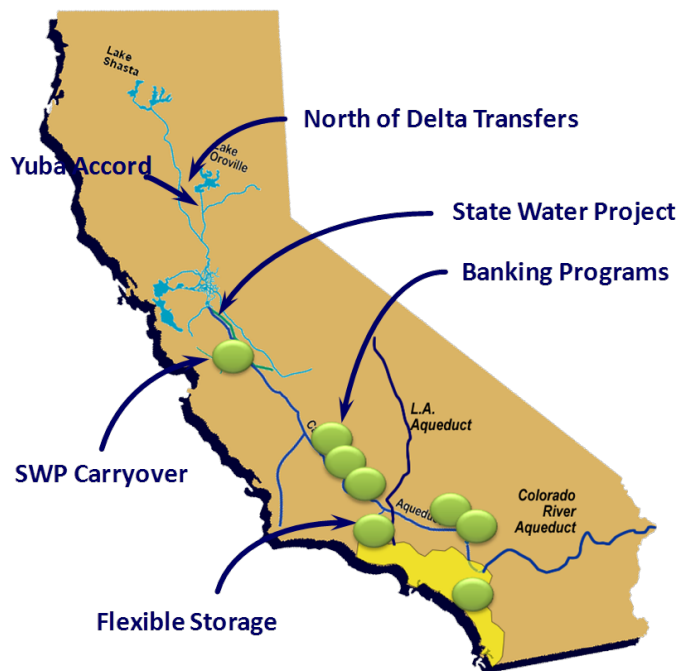 Lake
Shasta
North of Delta Transfers
Lake
Oroville
Yuba Accord
State Water Project
Banking Programs
L.A.
Aqueduct
SWP Carryover
Aqueduc
Colorado
River
Aqueduct
Flexible Storage